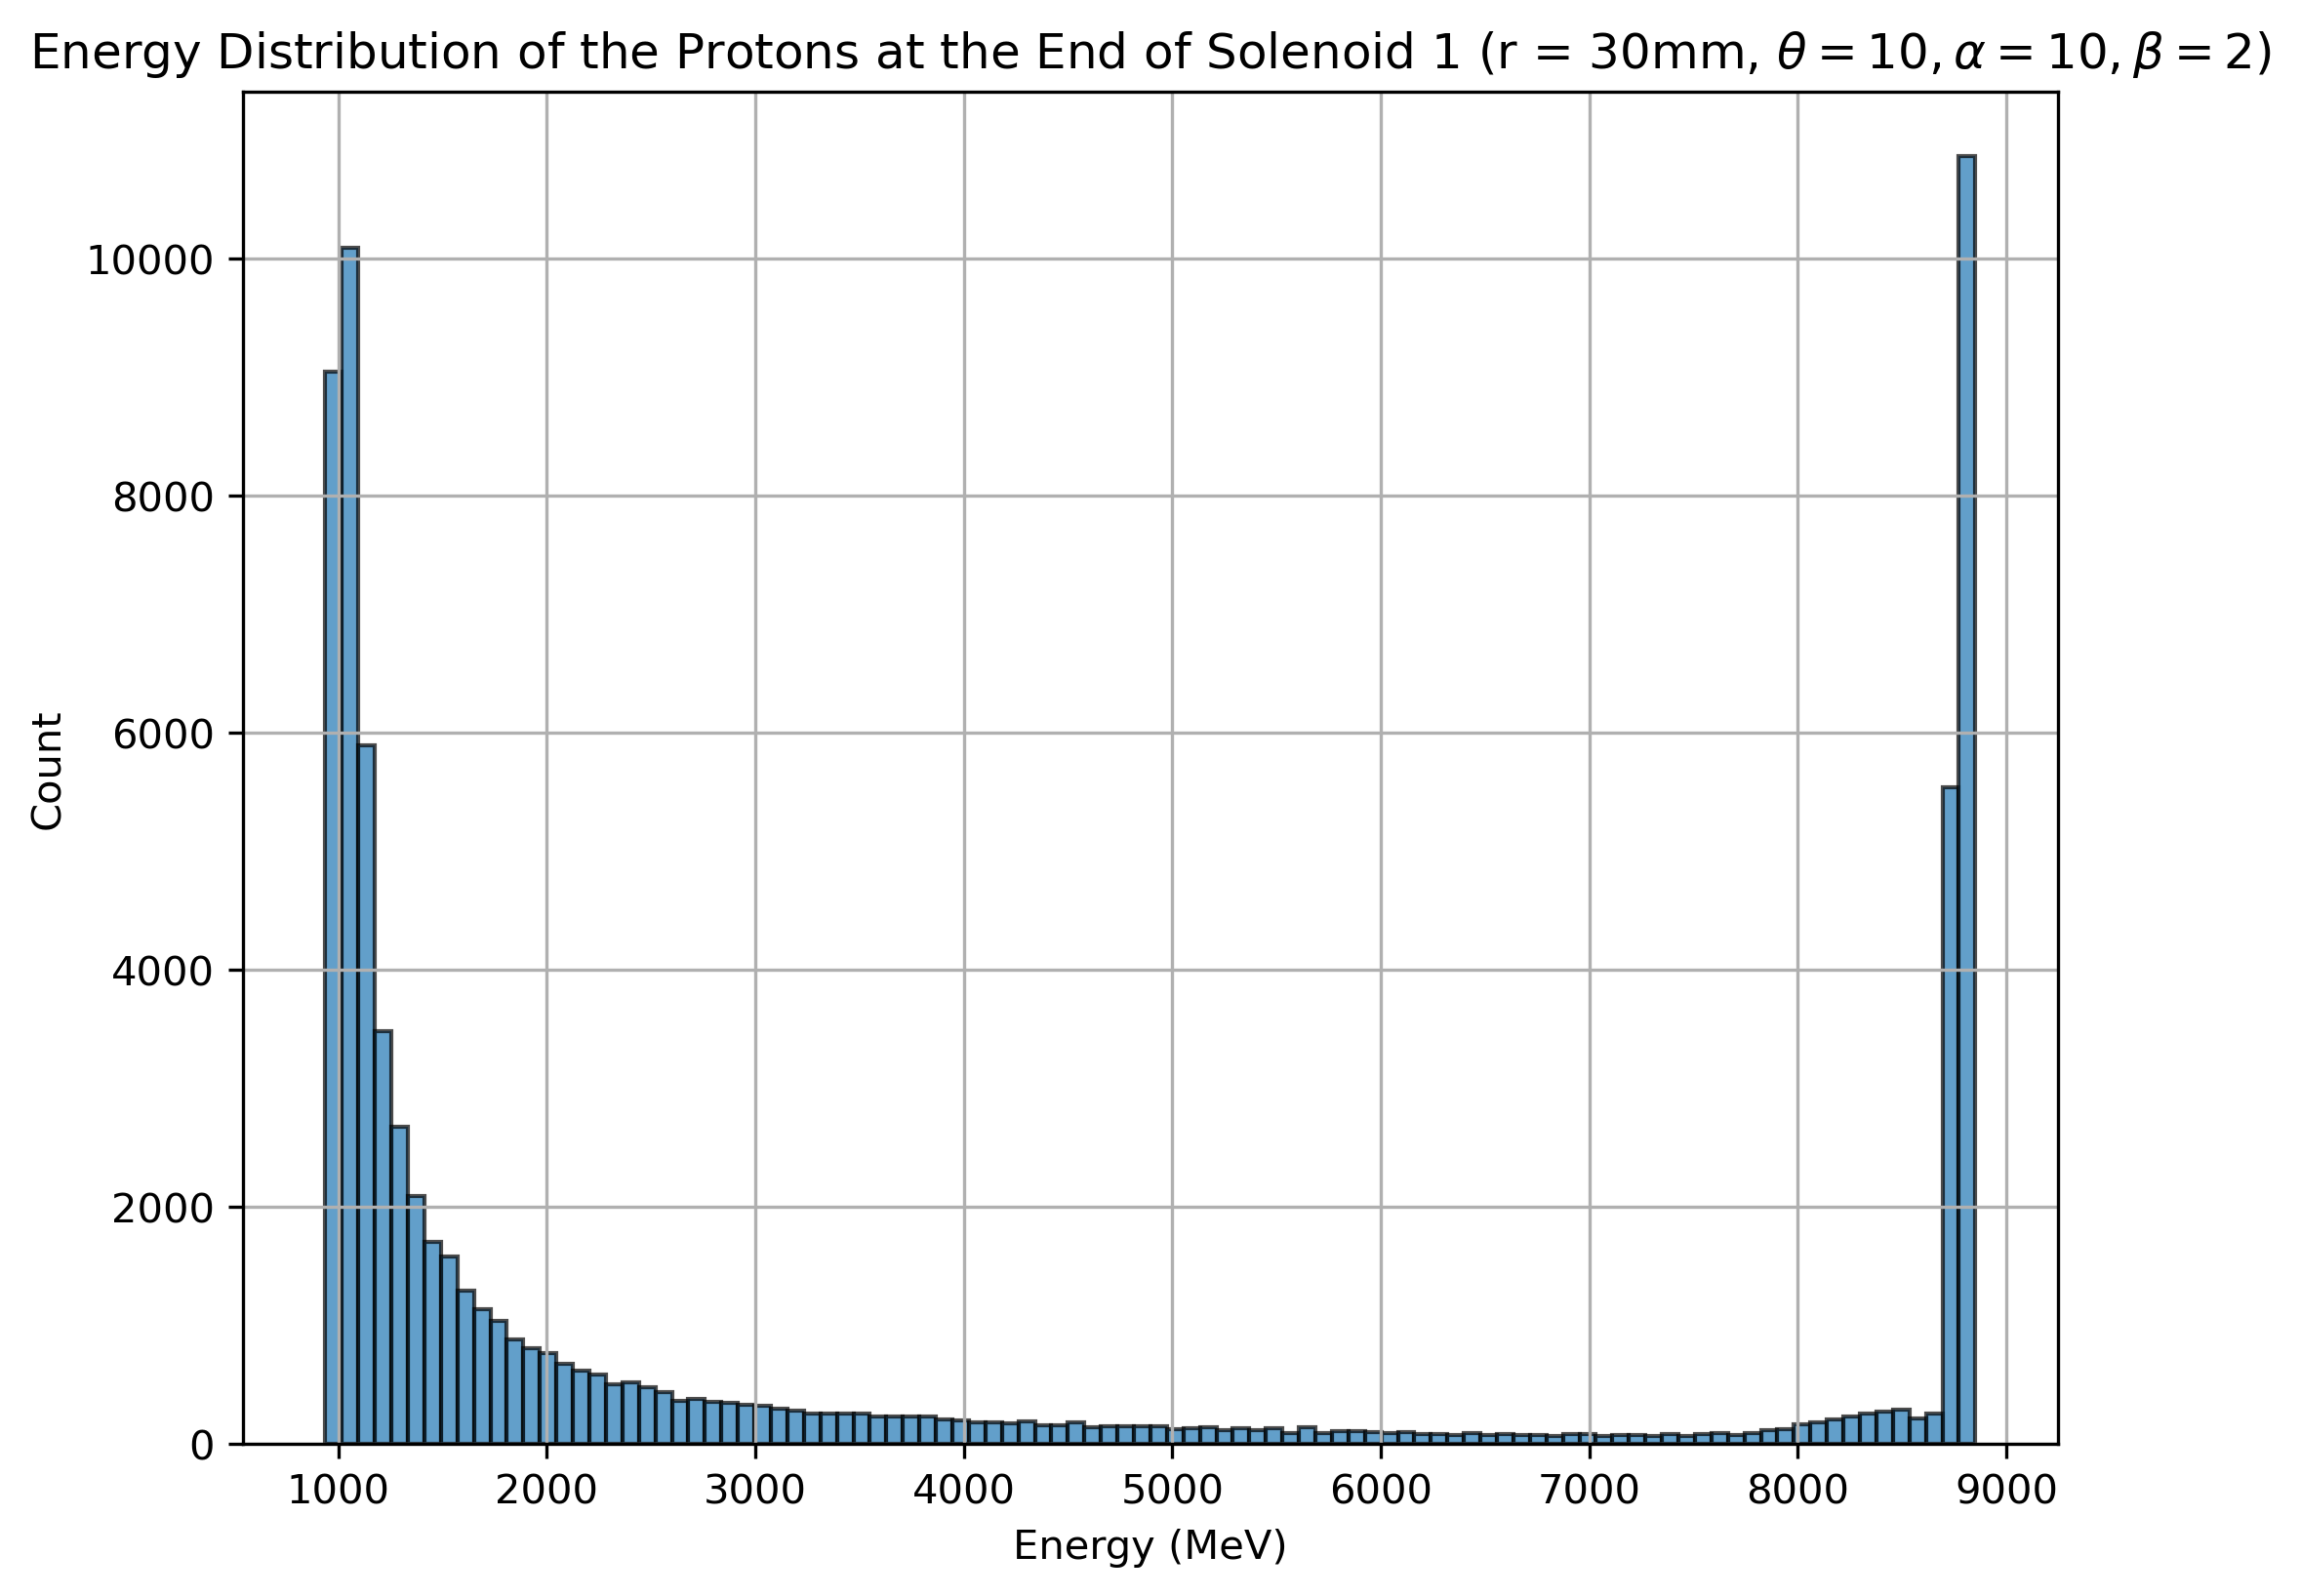 Energy Distribution of the Protons at the End of Solenoid 1 (r = 30mm, θ = 10, α = 10, β = 2)
10000
8000
6000
4000
2000
0
Count
1000 2000 3000 4000 5000 6000 7000 8000 9000
Energy (MeV)